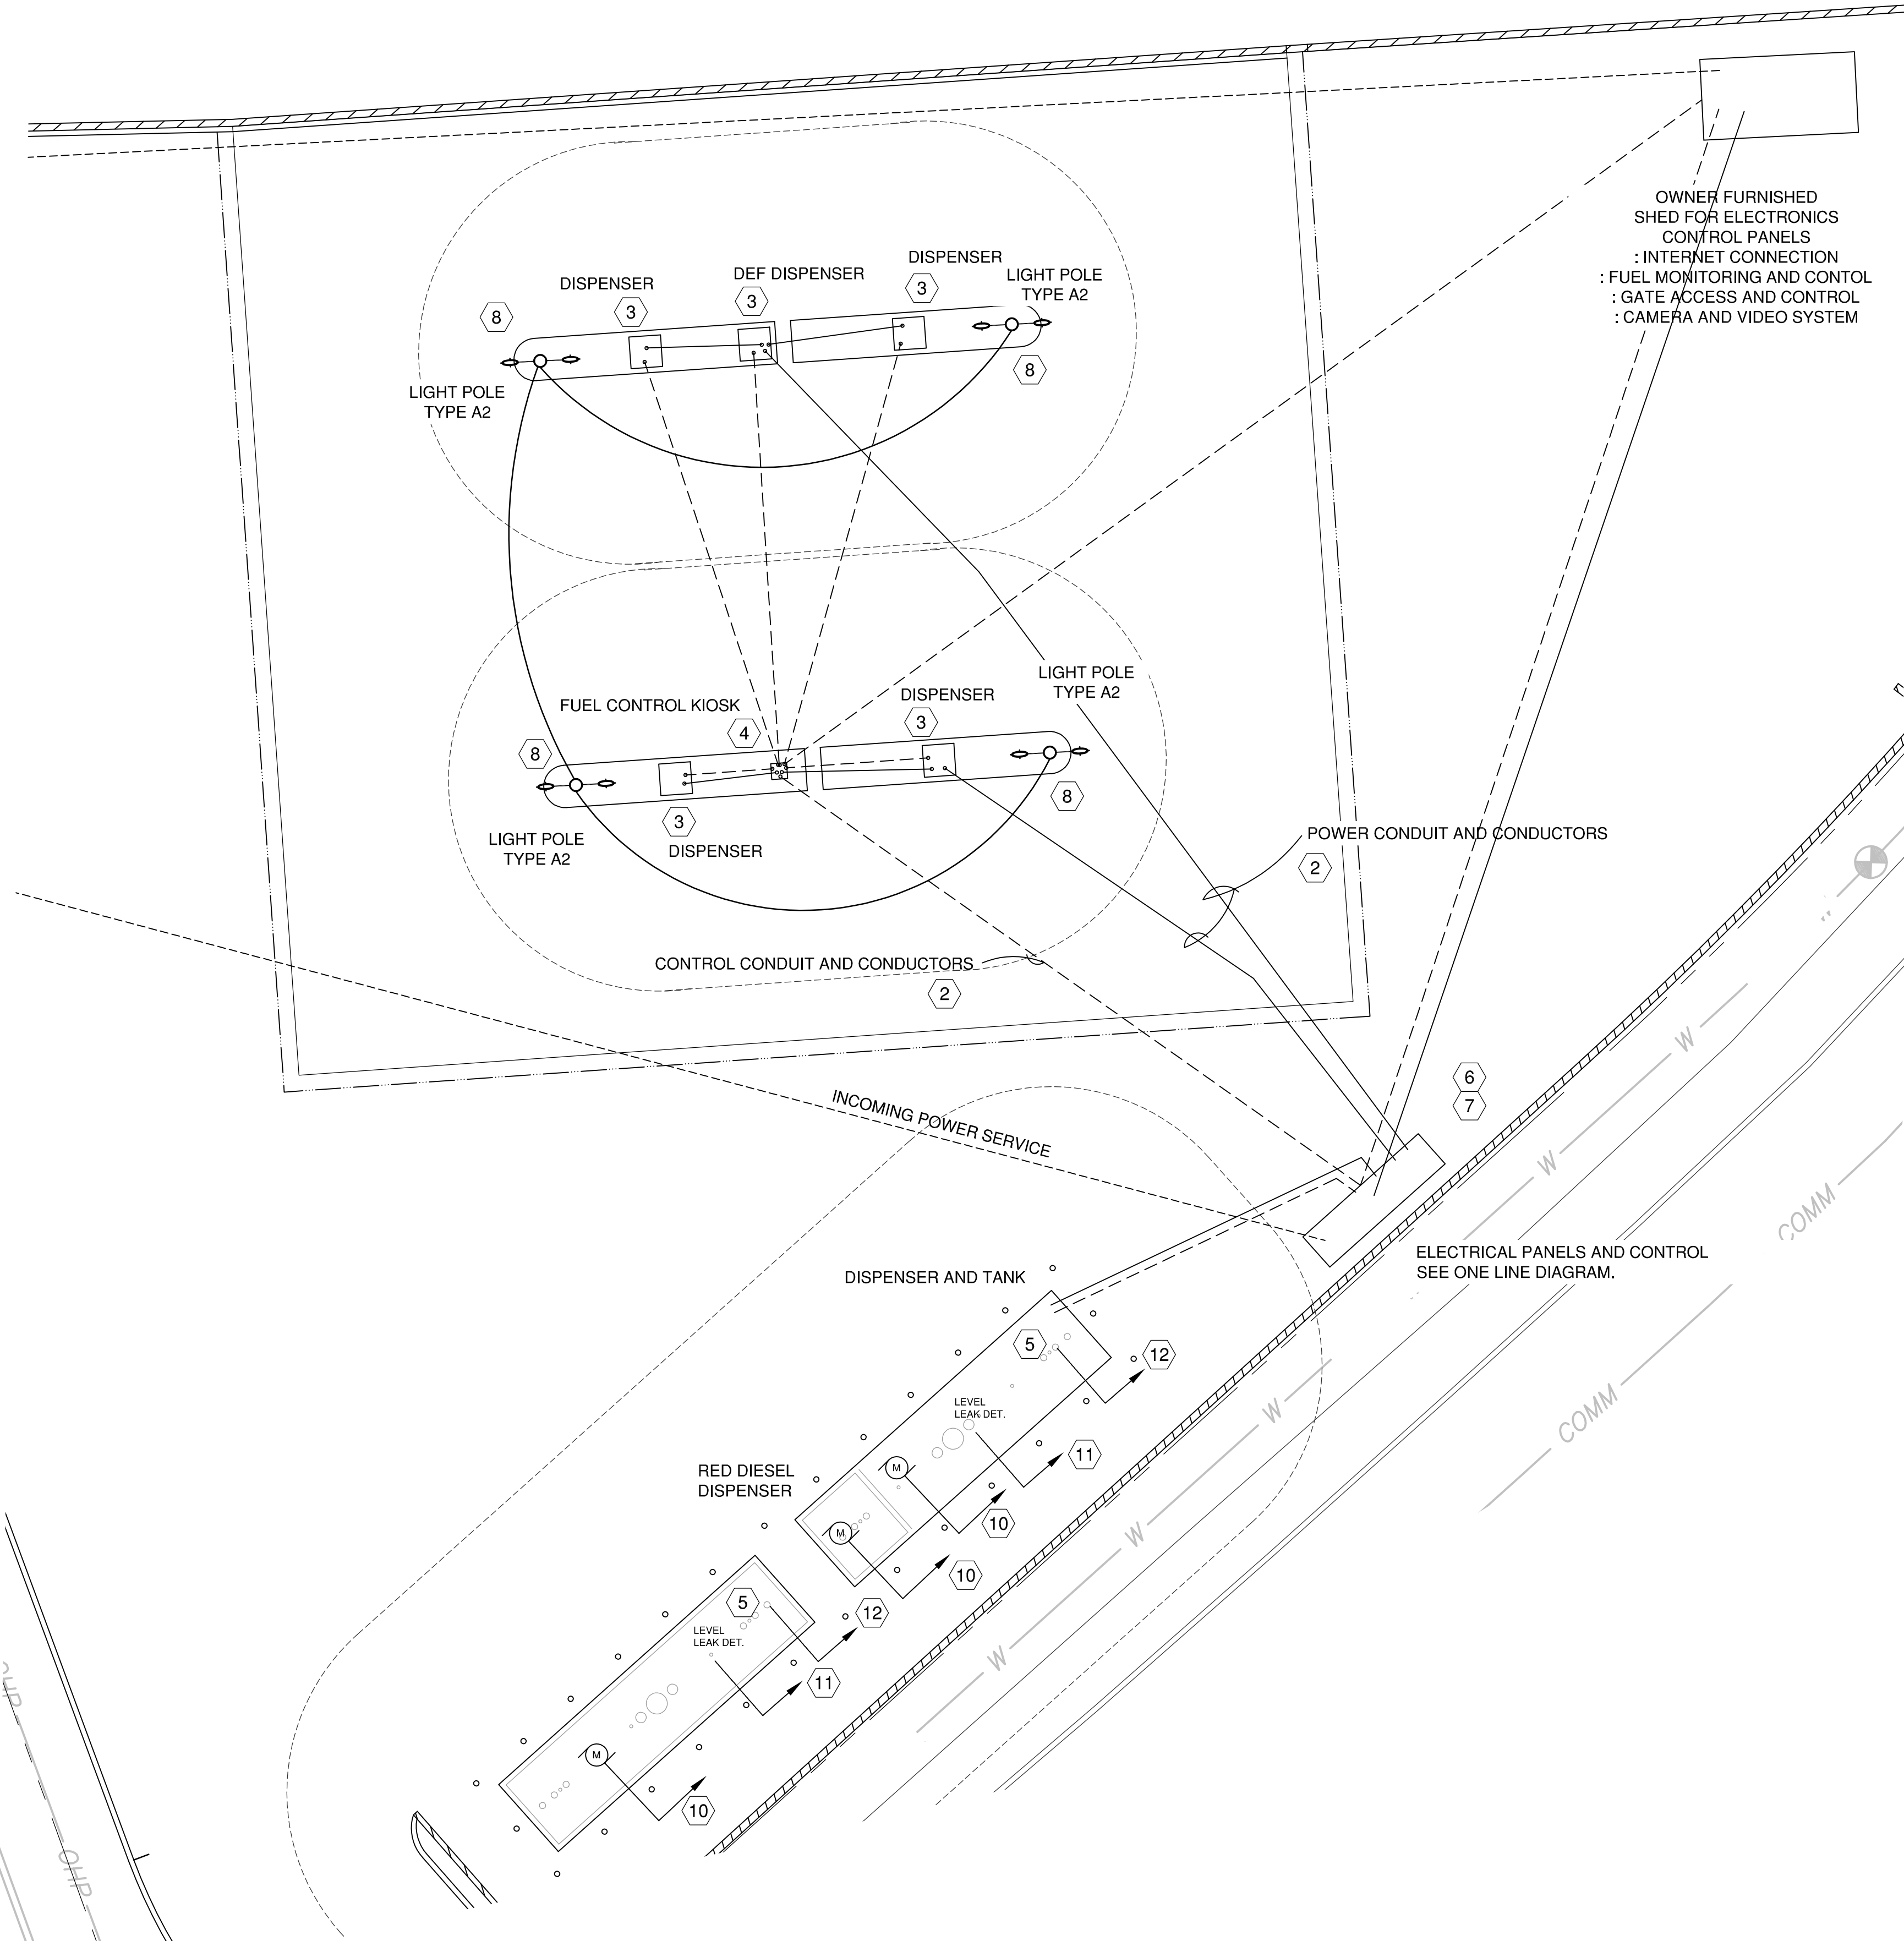 OWNER FURNISHED
SHED FOR ELECTRONICS
CONTROL PANELS
: INTERNET CONNECTION
: FUEL MONITORING AND CONTOL
: GATE ACCESS AND CONTROL
: CAMERA AND VIDEO SYSTEM
DISPENSER
3
DEF DISPENSER
3
DISPENSER
3
LIGHT POLE
TYPE A2
8
8
LIGHT POLE
TYPE A2
LIGHT POLE
TYPE A2
DISPENSER
3
FUEL CONTROL KIOSK
4
8
8
3
DISPENSER
LIGHT POLE
TYPE A2
POWER CONDUIT AND CONDUCTORS
2
CONTROL CONDUIT AND CONDUCTORS
2
INCOMING POWER SERVICE
6
7
ELECTRICAL PANELS AND CONTROL
SEE ONE LINE DIAGRAM.
DISPENSER AND TANK
5
12
LEVEL
LEAK DET.
11
M
10
M
10
RED DIESEL
DISPENSER
5
12
LEVEL
LEAK DET.
11
M
10
W
W
W
W
W
COMM
COMM
OHP
OHP